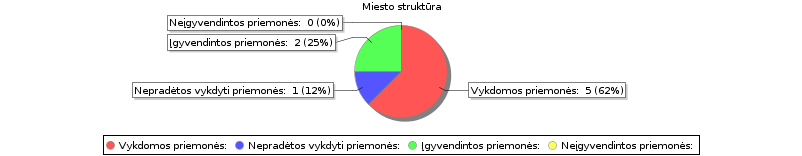 Miesto struktūra
Neįgyvendintos priemonės:  0 (0%)
Įgyvendintos priemonės:  2 (25%)
Nepradėtos vykdyti priemonės:  1 (12%)
Vykdomos priemonės:  5 (62%)
Vykdomos priemonės: Nepradėtos vykdyti priemonės: Įgyvendintos priemonės: Neįgyvendintos priemonės: